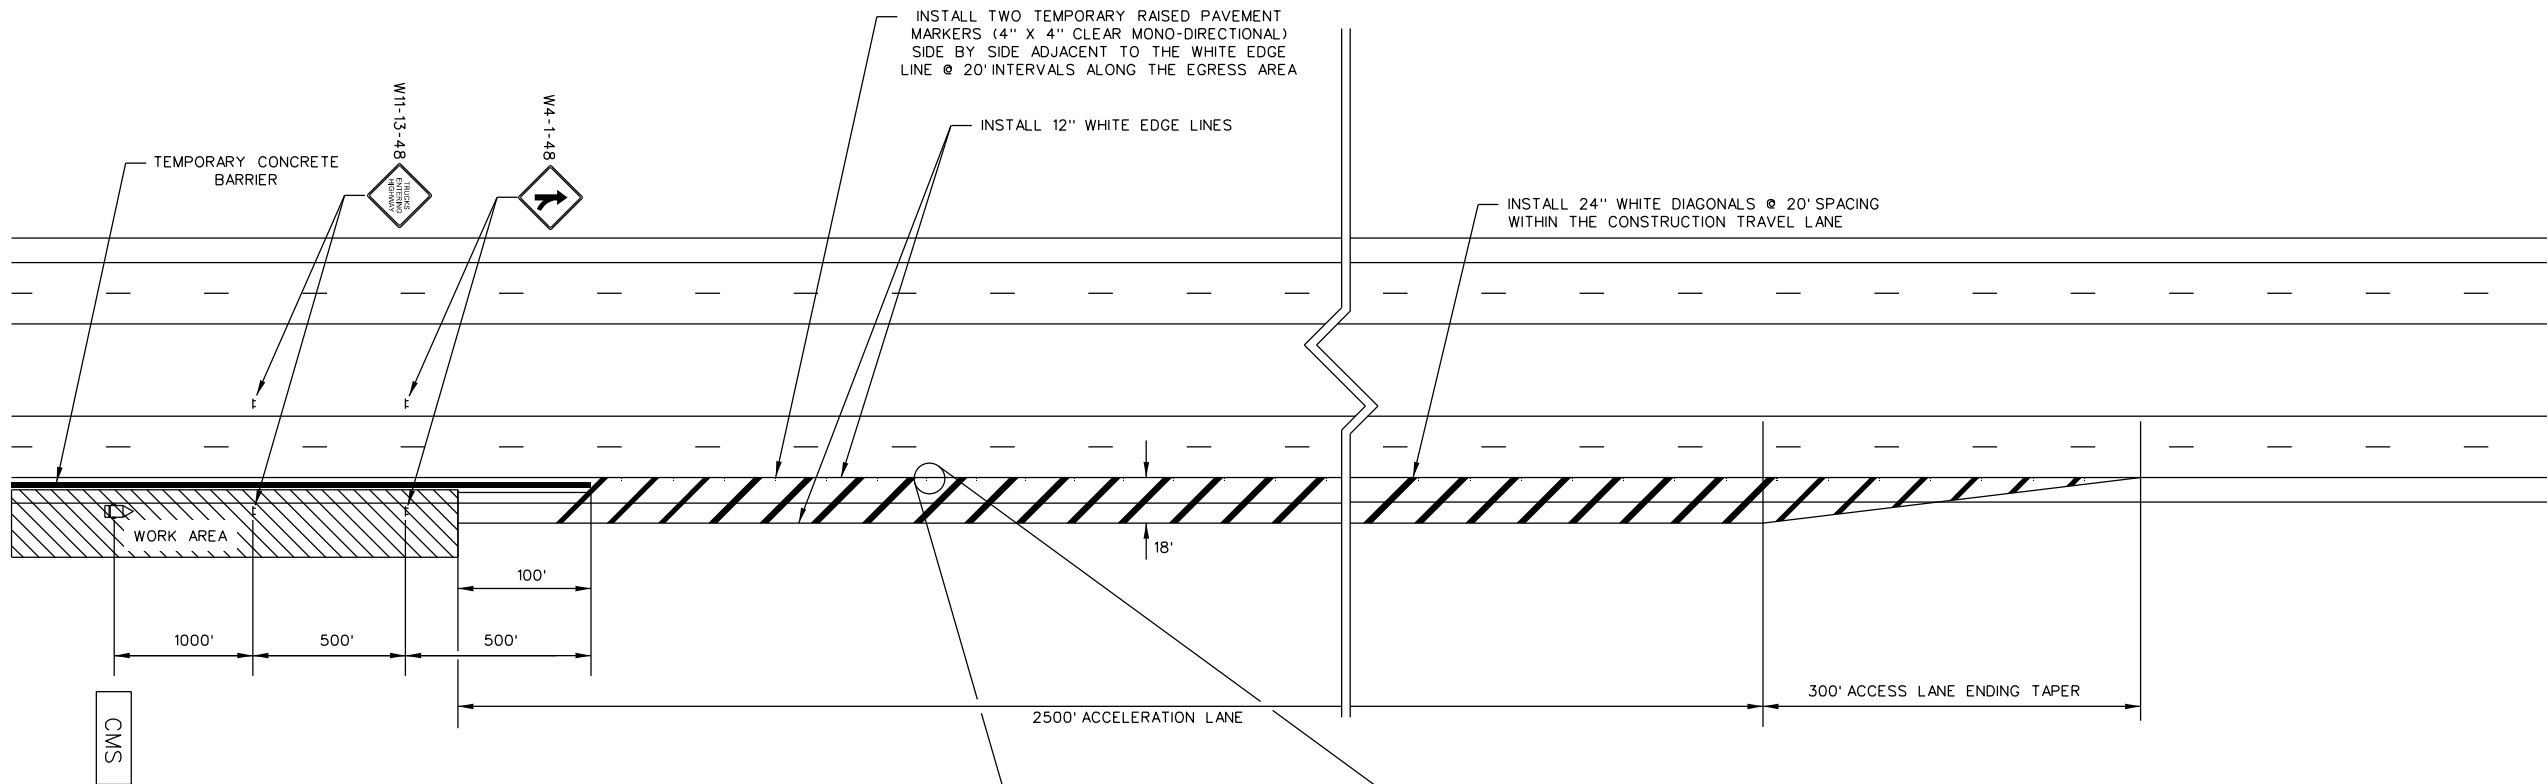 INSTALL TWO TEMPORARY RAISED PAVEMENT
MARKERS (4" X 4" CLEAR MONO-DIRECTIONAL)
SIDE BY SIDE ADJACENT TO THE WHITE EDGE
LINE @ 20' INTERVALS ALONG THE EGRESS AREA
W11-13-48
W4-1-48
INSTALL 12" WHITE EDGE LINES
TEMPORARY CONCRETE
BARRIER
TRUCKS
ENTERING
HIGHWAY
INSTALL 24" WHITE DIAGONALS @ 20' SPACING
WITHIN THE CONSTRUCTION TRAVEL LANE
WORK AREA
18'
100'
1000'
500'
500'
300' ACCESS LANE ENDING TAPER
2500' ACCELERATION LANE
CMS